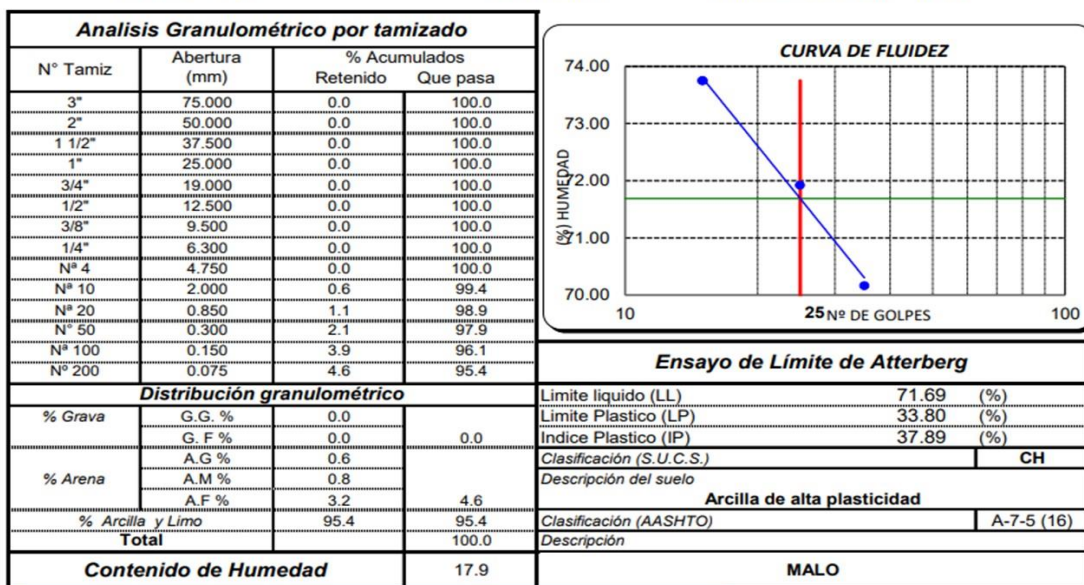 Analisis Granulométrico por tamizado
N° Tamiz Abertura (mm) % Acumulados
Retenido Que pasa
3" 75.000 0.0 100.0
2" 50.000 0.0 100.0
1 1/2" 37.500 0.0 100.0
1" 25.000 0.0 100.0
3/4" 19.000 0.0 100.0
1/2" 12.500 0.0 100.0
3/8" 9.500 0.0 100.0
1/4" 6.300 0.0 100.0
Nª 4 4.750 0.0 100.0
Nª 10 2.000 0.6 99.4
Nª 20 0.850 1.1 98.9
N° 50 0.300 2.1 97.9
Nª 100 0.150 3.9 96.1
Nº 200 0.075 4.6 95.4
Distribución granulométrico
% Grava G.G. % 0.0
G. F % 0.0 0.0
A.G % 0.6
% Arena A.M % 0.8
A.F % 3.2 4.6
% Arcilla y Limo 95.4 95.4
Total 100.0
Contenido de Humedad 17.9
CURVA DE FLUIDEZ
74.00
73.00
72.00
71.00
70.00
(%) HUMEDAD
10 25 Nº DE GOLPES 100
Ensayo de Límite de Atterberg
Limite liquido (LL) 71.69 (%)
Limite Plastico (LP) 33.80 (%)
Indice Plastico (IP) 37.89 (%)
Clasificación (S.U.C.S.) CH
Descripción del suelo
Arcilla de alta plasticidad
Clasificación (AASHTO) A-7-5 (16)
Descripción
MALO